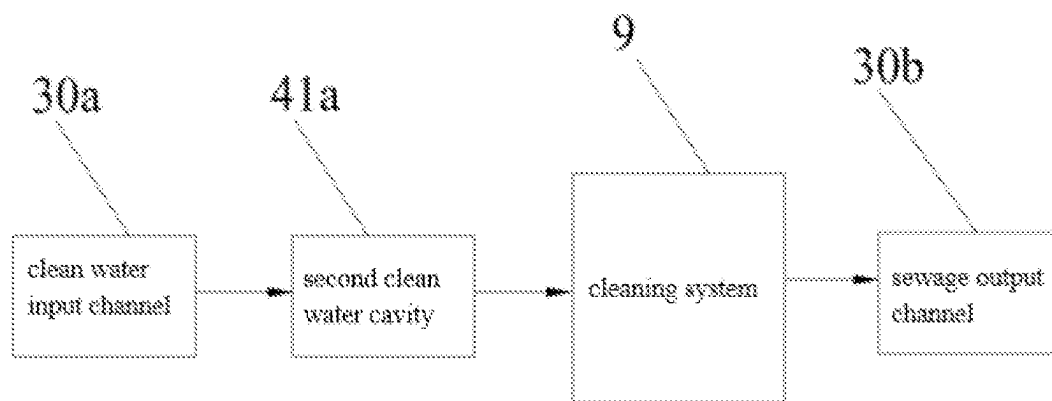 9
30a
41a
30b
clean water
input channel
second clean
water cavity
cleaning system
sewage output
channel